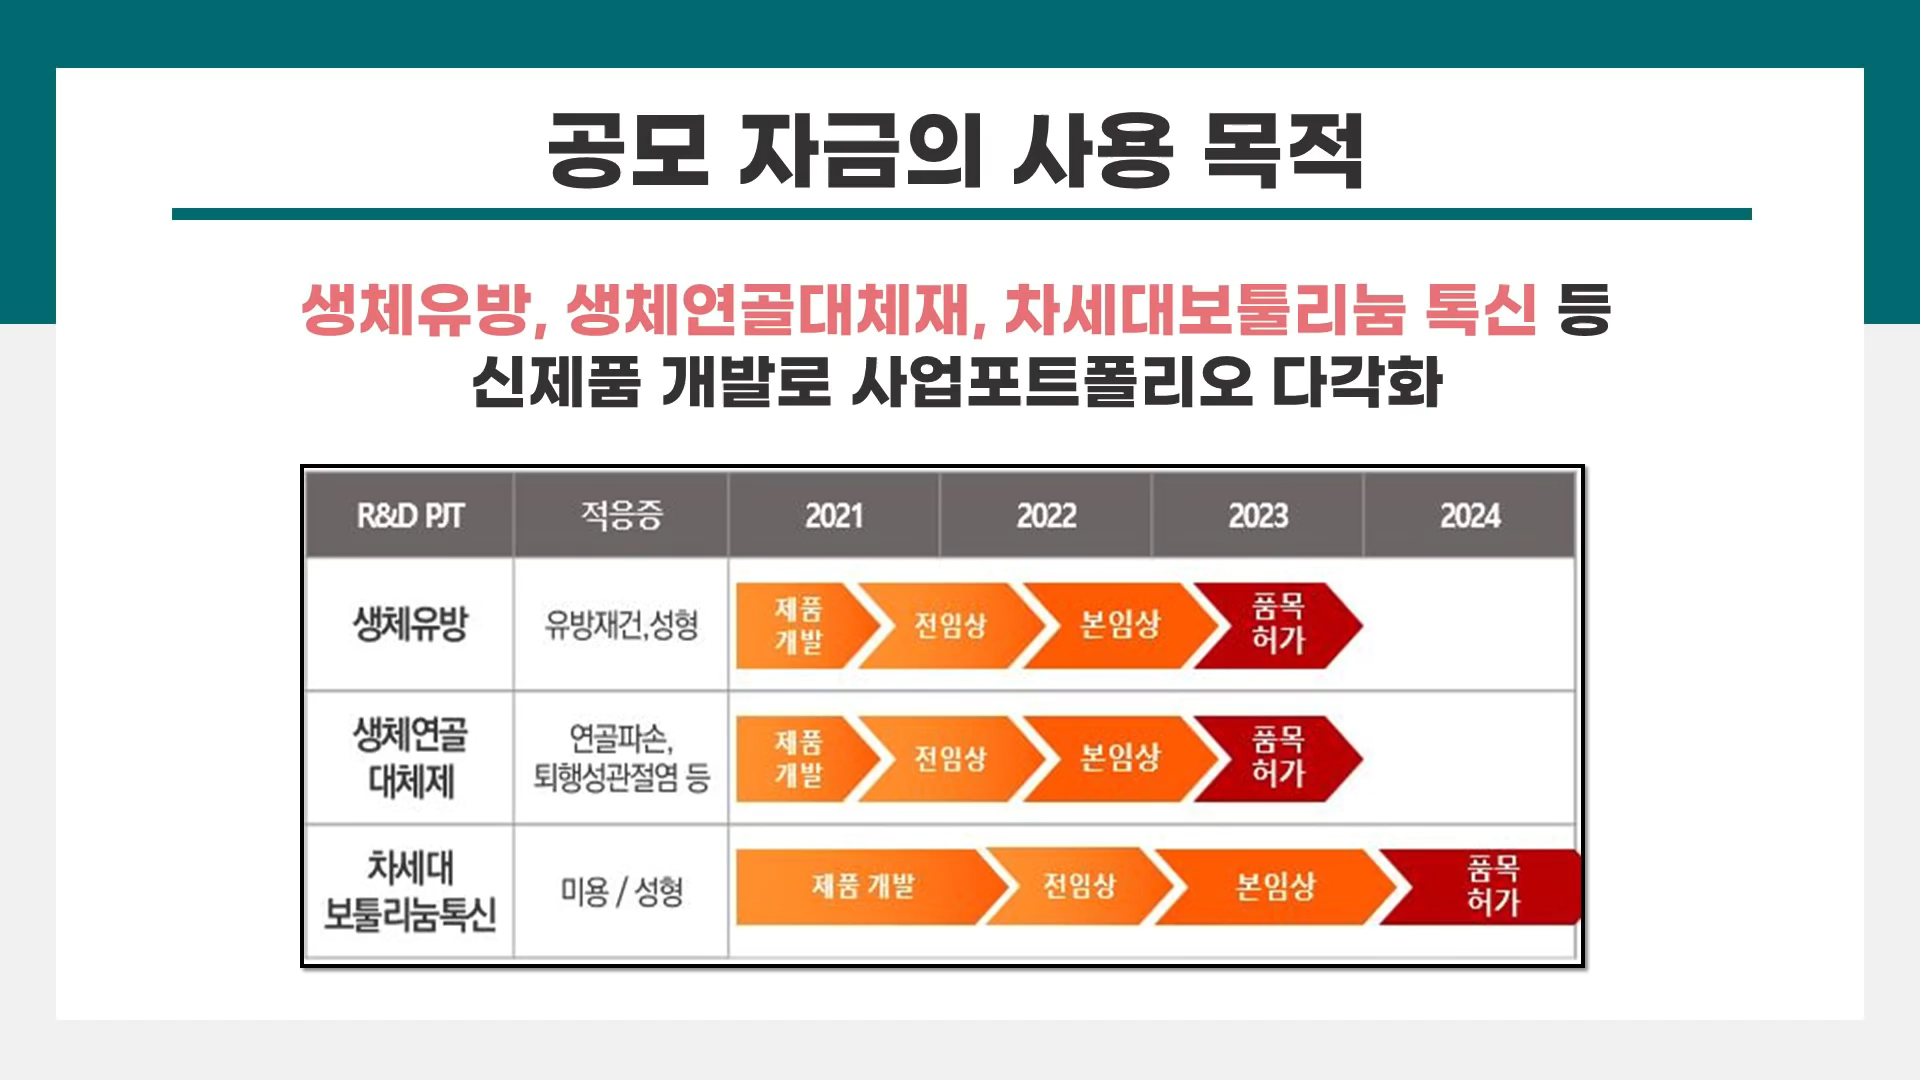 공모 자금의 사용 목적
생체유방, 생체연골대체재, 차세대보툴리눔 톡신 등
신제품 개발로 사업포트폴리오 다각화
R&D PJT 적응증 2021 2022 2023 2024
생체유방 유방재건,성형
제품
개발
전임상
본임상
품목
허가
생체연골
대체제
연골파손,
퇴행성관절염 등
제품
개발
전임상
본임상
품목
허가
차세대
보툴리눔톡신
미용 / 성형
제품 개발
전임상
본임상
품목
허가